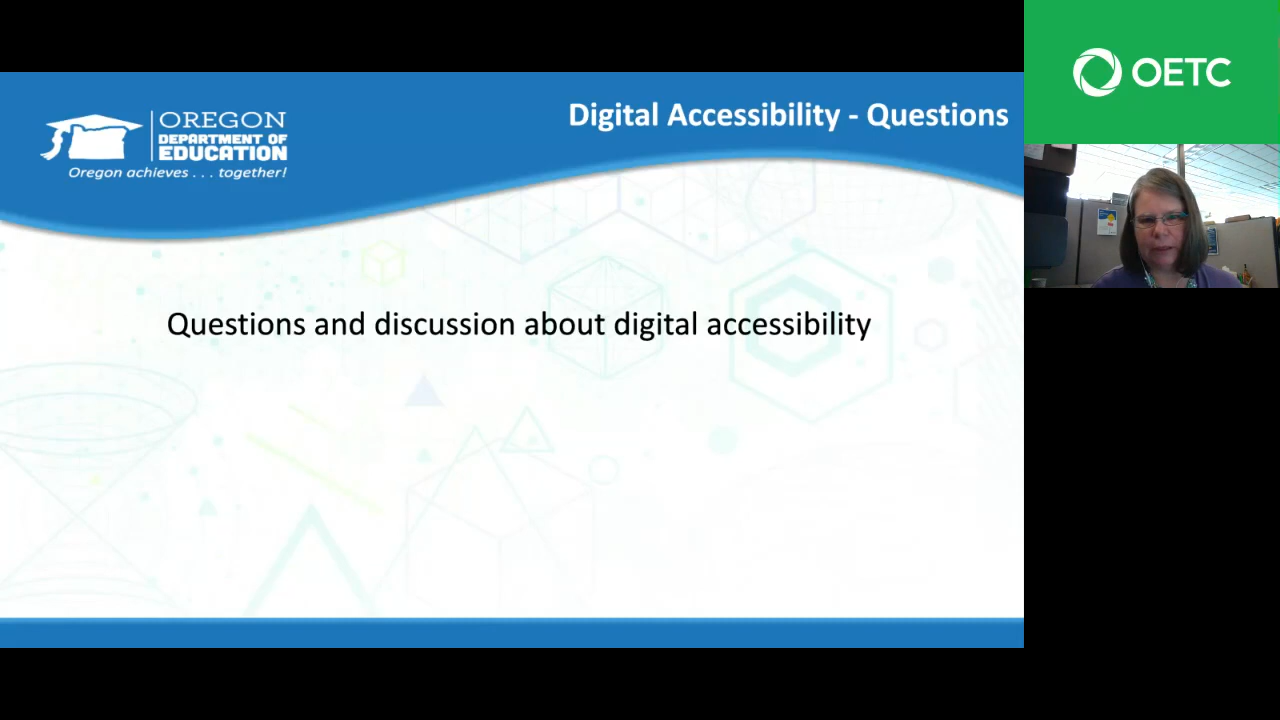 OREGON
DEPARTMENT OF
EDUCATION
Oregon achieves . . . together!
Digital Accessibility - Questions
Questions and discussion about digital accessibility
OETC